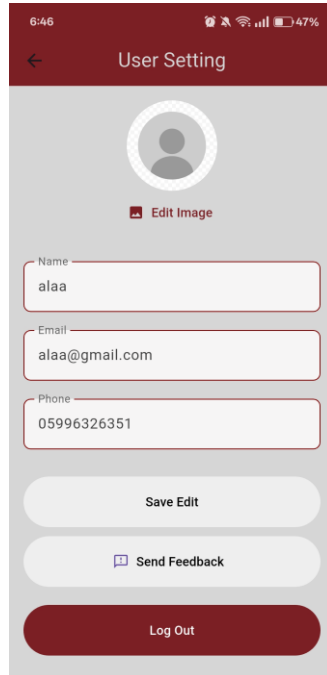 6:46
47%
User Setting
Edit Image
Name
alaa
Email
alaa@gmail.com
Phone
05996326351
Save Edit
Send Feedback
Log Out